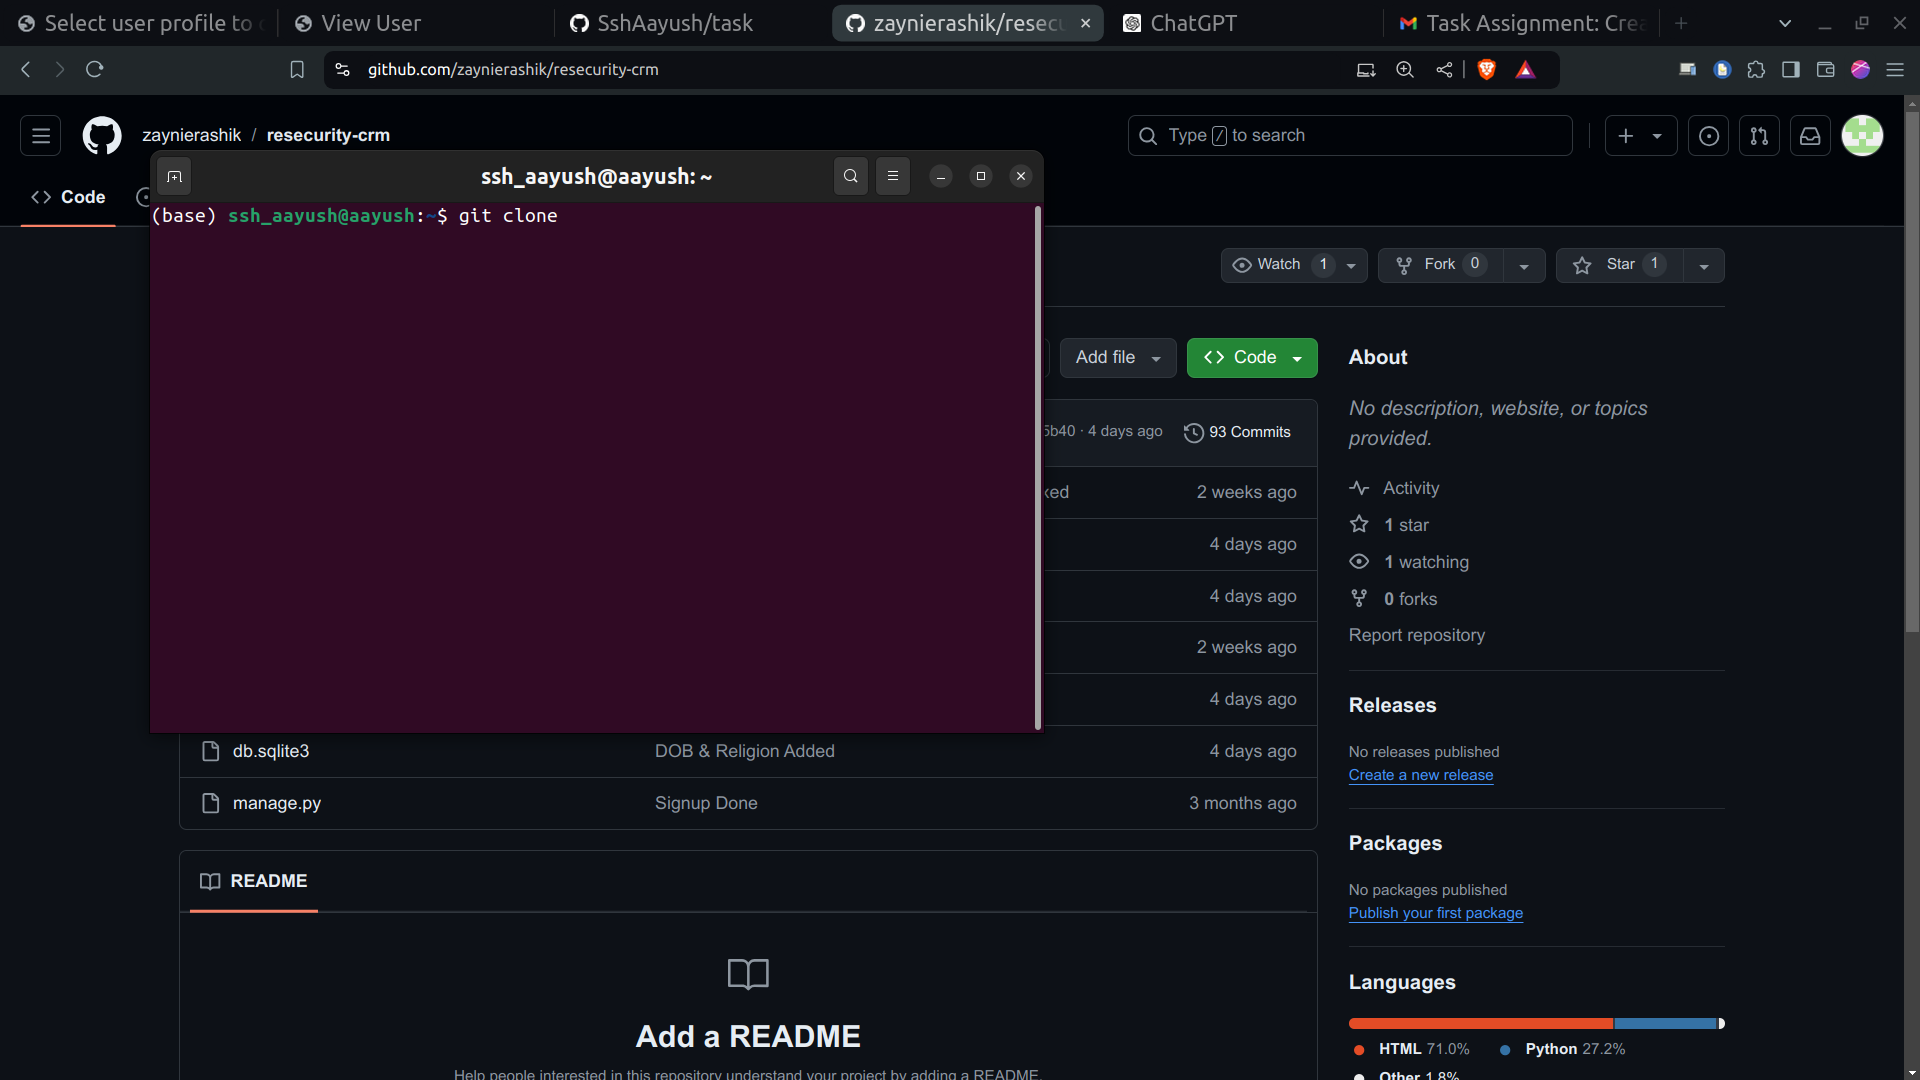 Select user profile to
View User
SshAayush/task
zaynierashik/resecu
ChatGPT
Task Assignment: Crea
github.com/zaynierashik/resecurity-crm
zaynierashik / resecurity-crm
Type / to search
Code
ssh_aayush@aayush: ~
(base) ssh_aayush@aayush:~$ git clone
Watch 1
Fork 0
Star 1
Add file
Code
5b40 · 4 days ago
93 Commits
xed
2 weeks ago
4 days ago
4 days ago
2 weeks ago
4 days ago
db.sqlite3
DOB & Religion Added
4 days ago
manage.py
Signup Done
3 months ago
README
Add a README
Help people interested in this repository understand your project by adding a README.
About
No description, website, or topics
provided.
Activity
1 star
1 watching
0 forks
Report repository
Releases
No releases published
Create a new release
Packages
No packages published
Publish your first package
Languages
HTML 71.0%
Python 27.2%
Other 1.8%